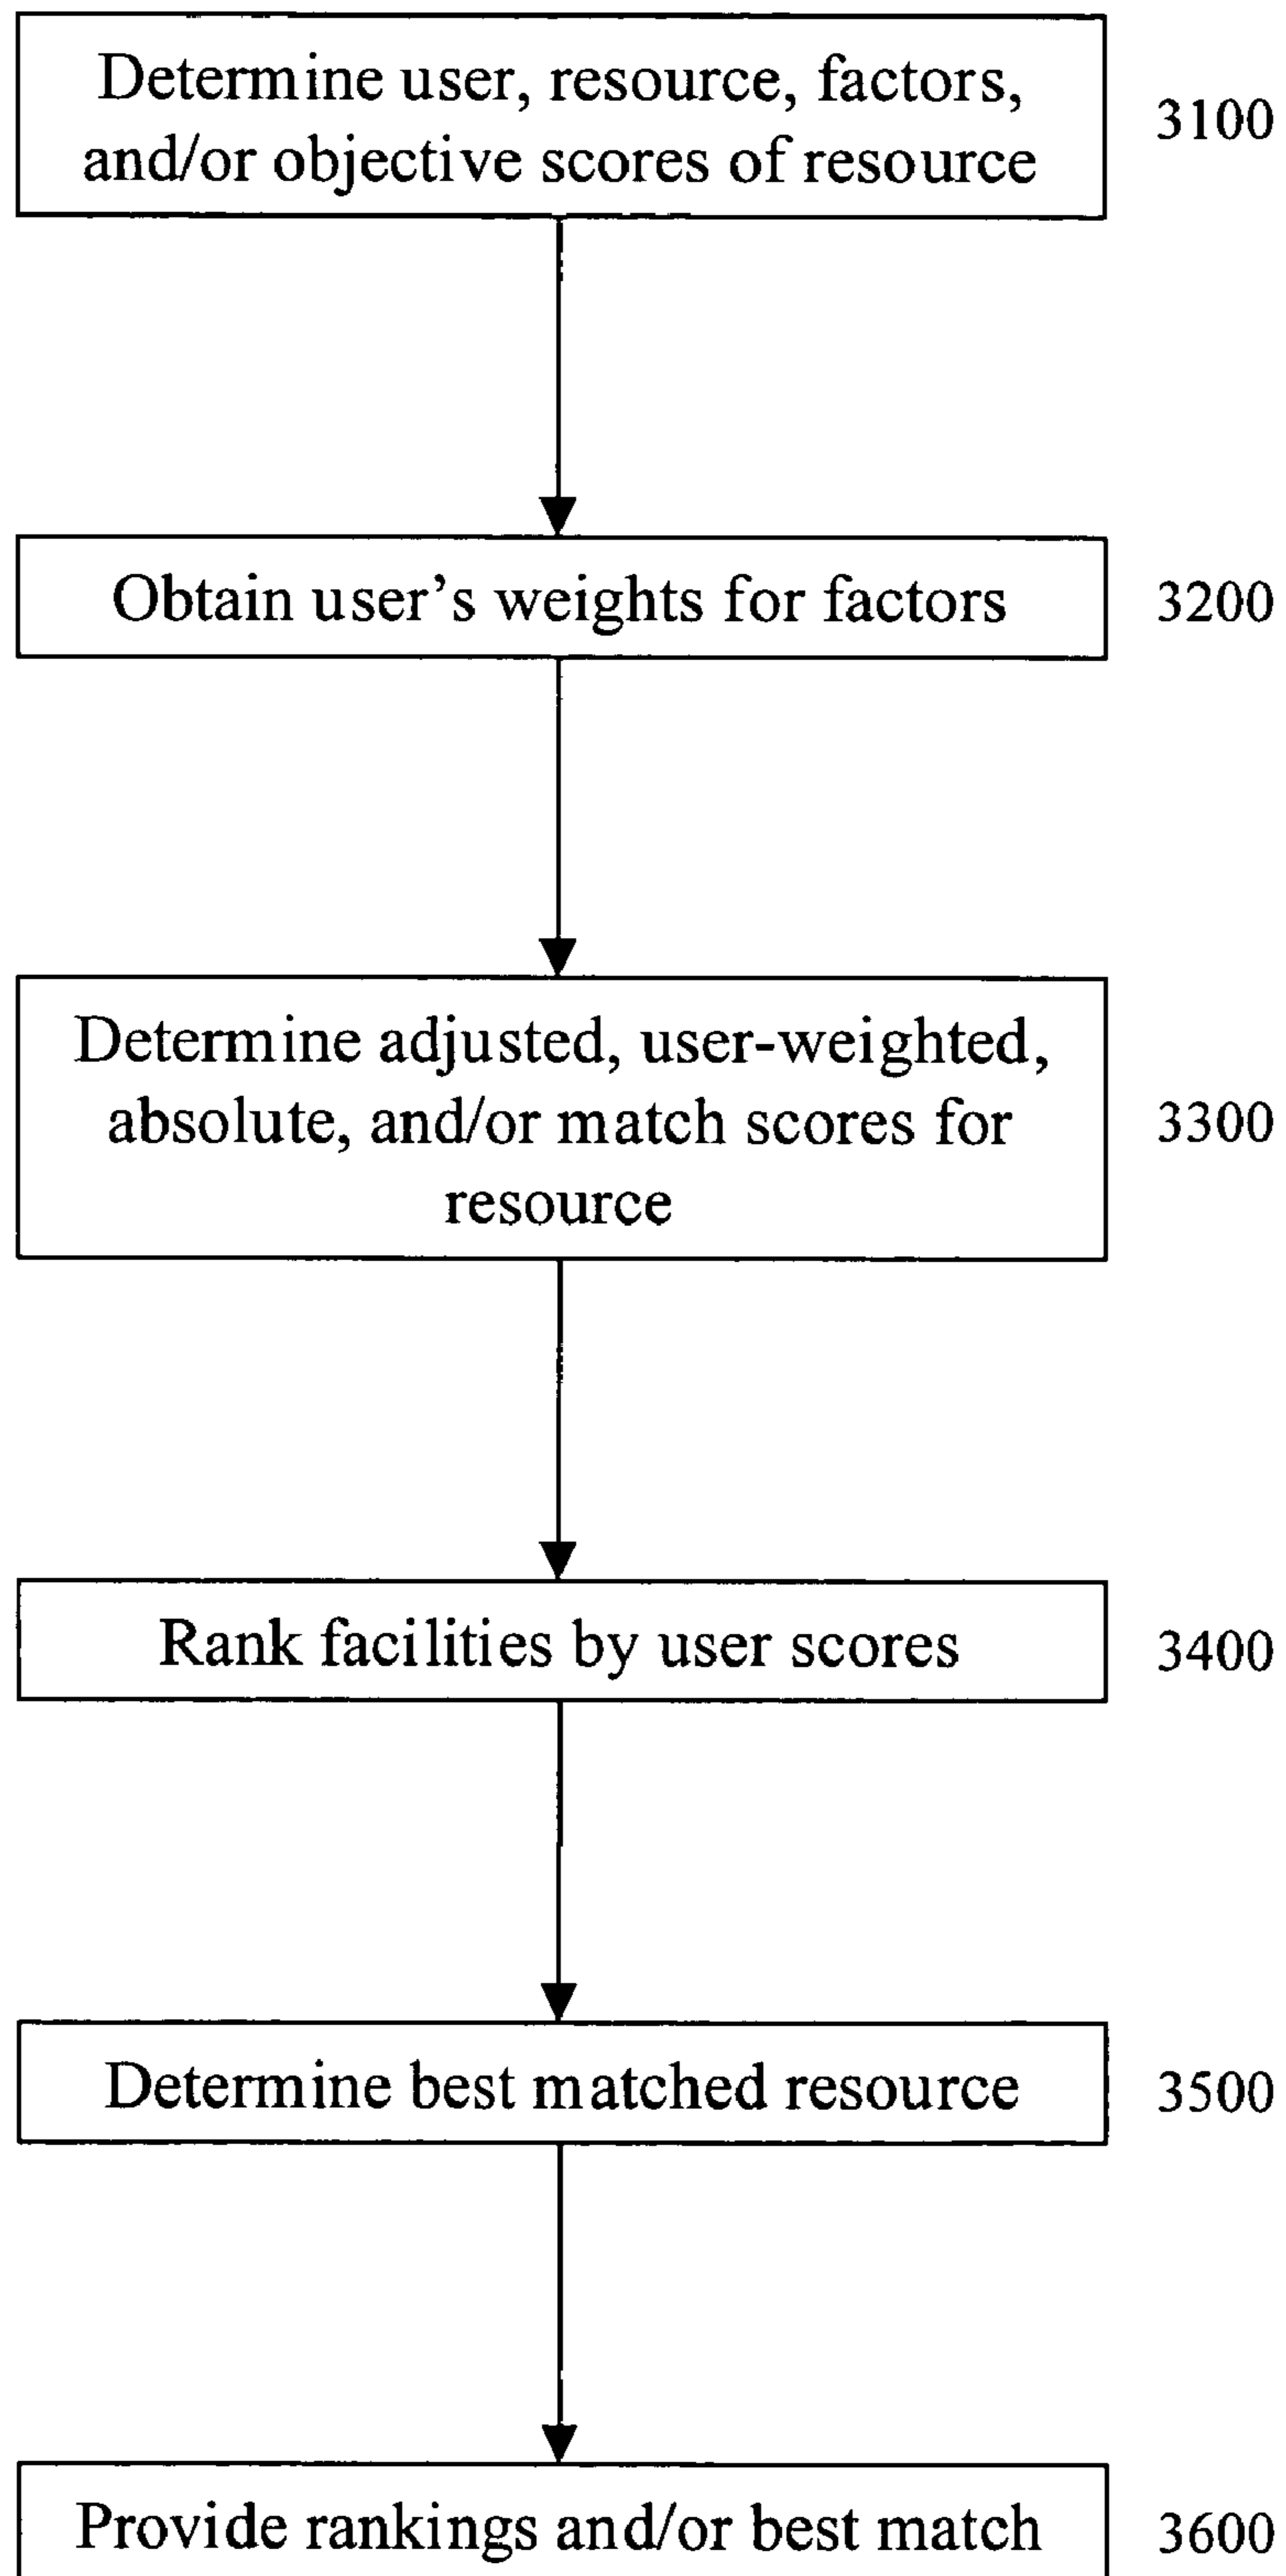 Determine user, resource, factors,
and/or objective scores of resource
3100
Obtain user's weights for factors
3200
Determine adjusted, user-weighted,
absolute, and/or match scores for
resource
3300
Rank facilities by user scores
3400
Determine best matched resource
3500
Provide rankings and/or best match
3600